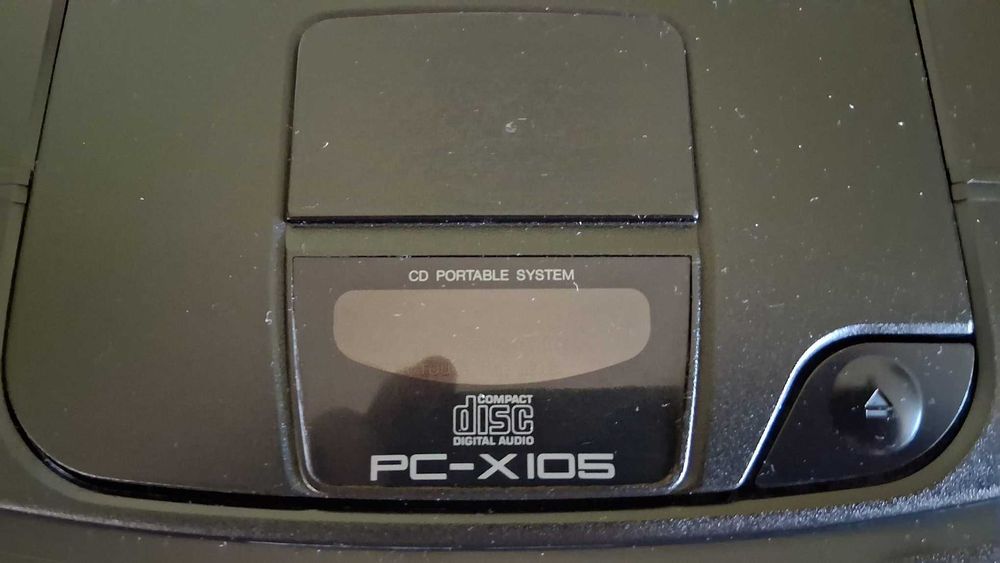 CD PORTABLE SYSTEM
COMPACT
disc
DIGITAL AUDIO
PC-X105